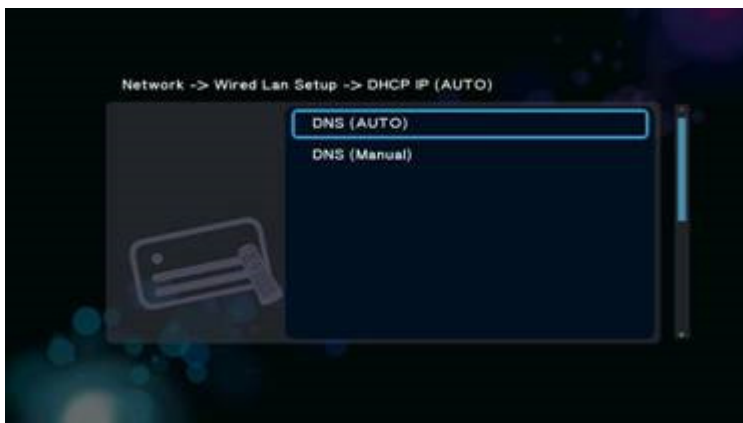 Network -> Wired Lan Setup -> DHCP IP (AUTO)
DNS (AUTO)
DNS (Manual)